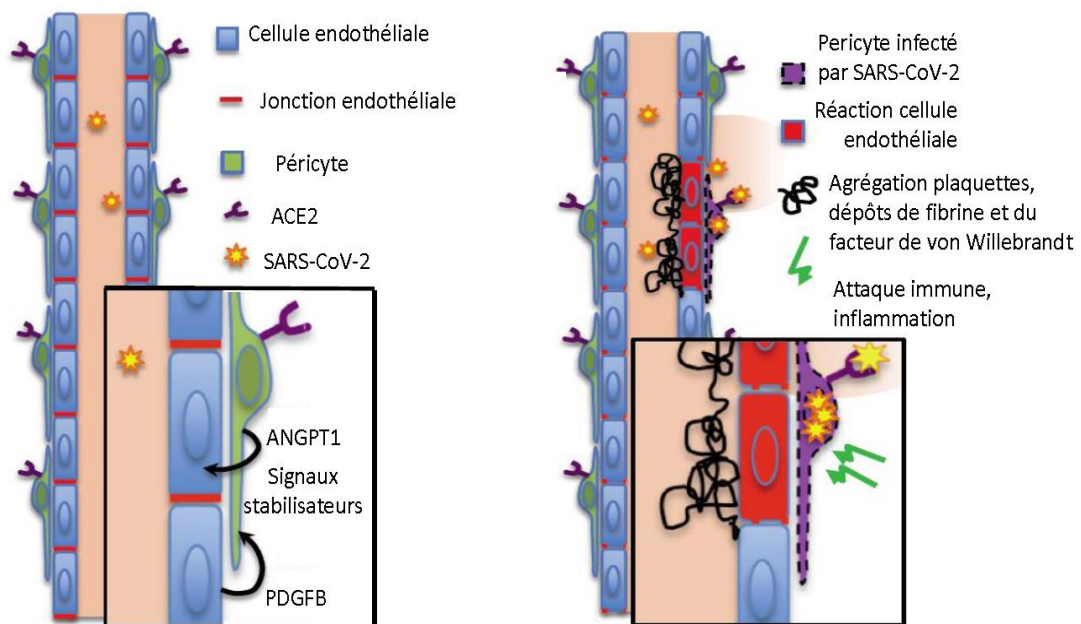 Cellule endothéliale
Jonction endothéliale
Péricyte
ACE2
SARS-CoV-2
ANGPT1
Signaux
stabilisateurs
PDGFB
Pericyte infecté
par SARS-CoV-2
Réaction cellule
endothéliale
Agrégation plaquettes,
dépôts de fibrine et du
facteur de von Willebrandt
Attaque immune,
inflammation